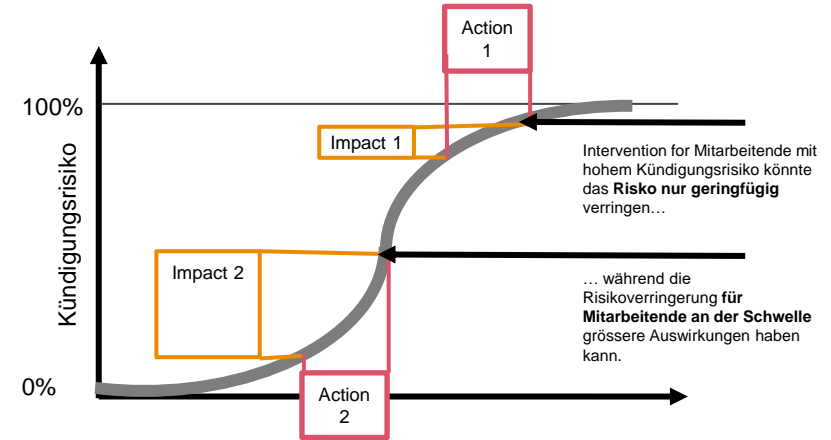 Action
1
100%
Impact 1
Intervention for Mitarbeitende mit
hohem Kündigungsrisiko könnte
das Risko nur geringfügig
verringen…
Kündigungsrisiko
Impact 2
… während die
Risikoverringerung für
Mitarbeitende an der Schwelle
grössere Auswirkungen haben
kann.
0%
Action
2